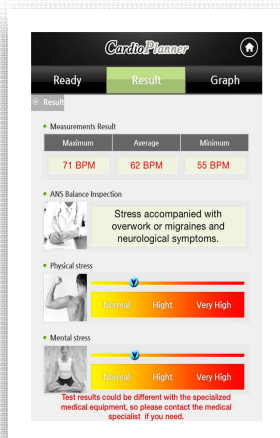 CardioPlanner
Ready Result Graph
Result
Measurements Result
Maximum Average Minimum
71 BPM 62 BPM 55 BPM
ANS Balance Inspection
Stress accompanied with
overwork or migraines and
neurological symptoms.
Physical stress
Normal Hight Very High
Mental stress
Normal Hight Very High
Test results could be different with the specialized
medical equipment, so please contact the medical
specialist if you need.